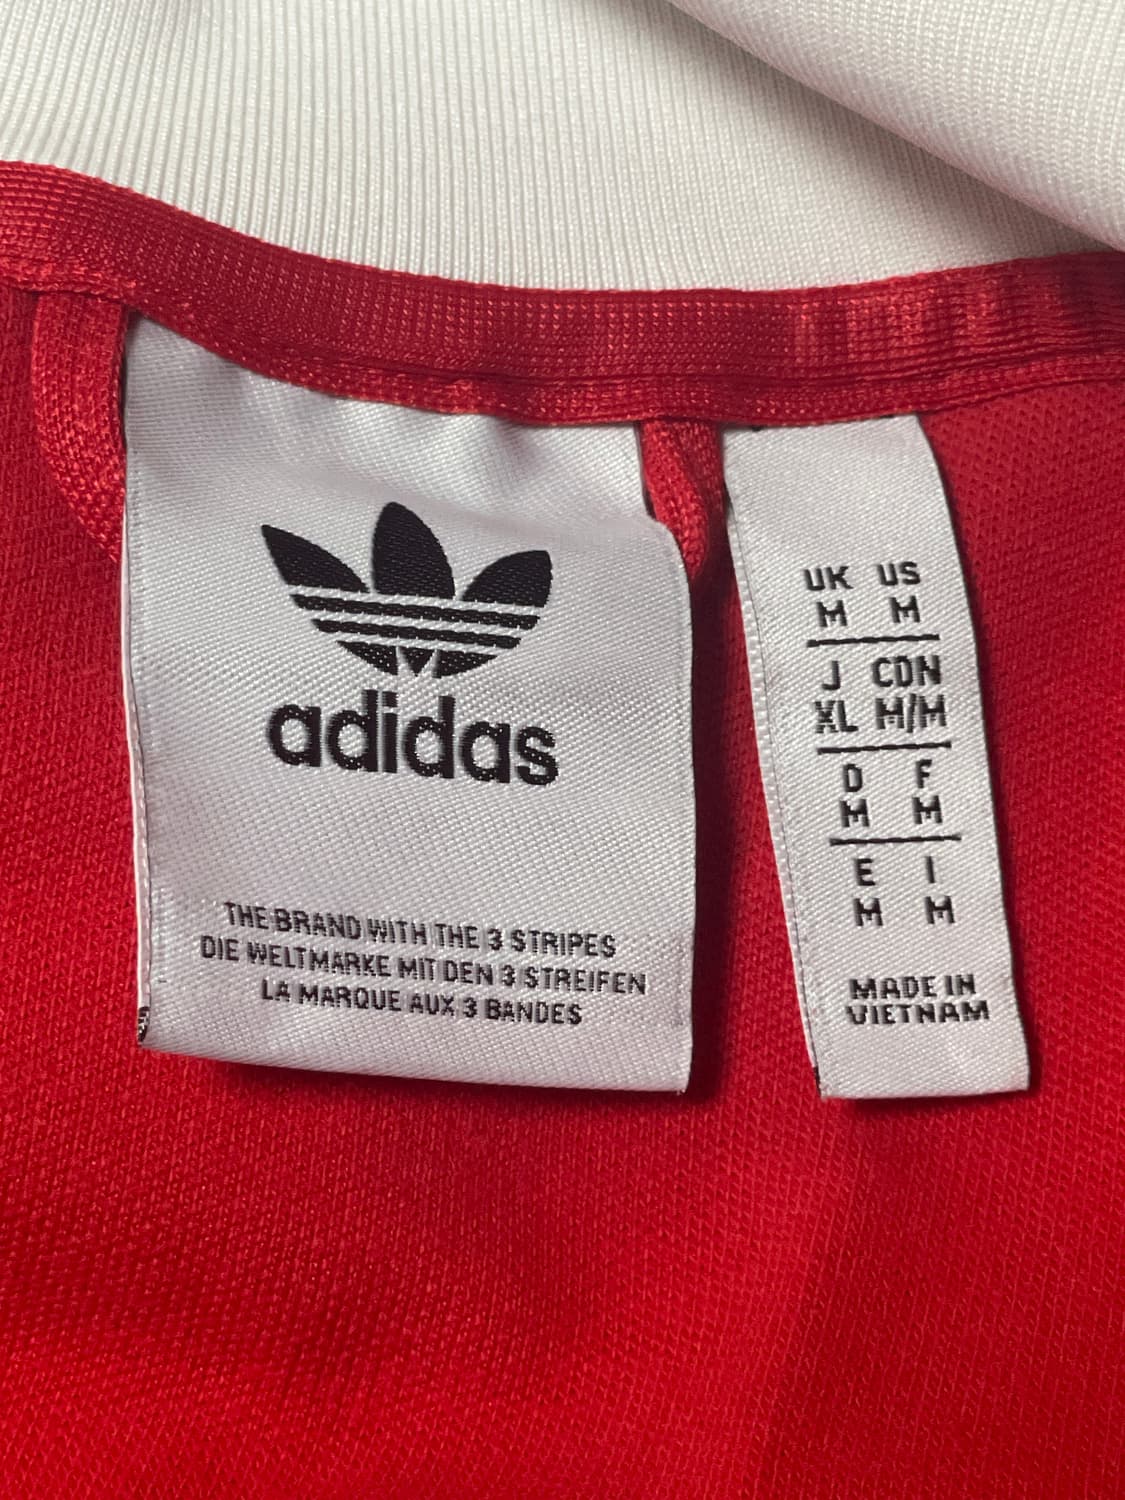 adidas
THE BRAND WITH THE 3 STRIPES
DIE WELTMARKE MIT DEN 3 STREIFEN
LA MARQUE AUX 3 BANDES
UK US
M M
J CDN
XL M/M
D F
M M
E I
M M
MADE IN
VIETNAM